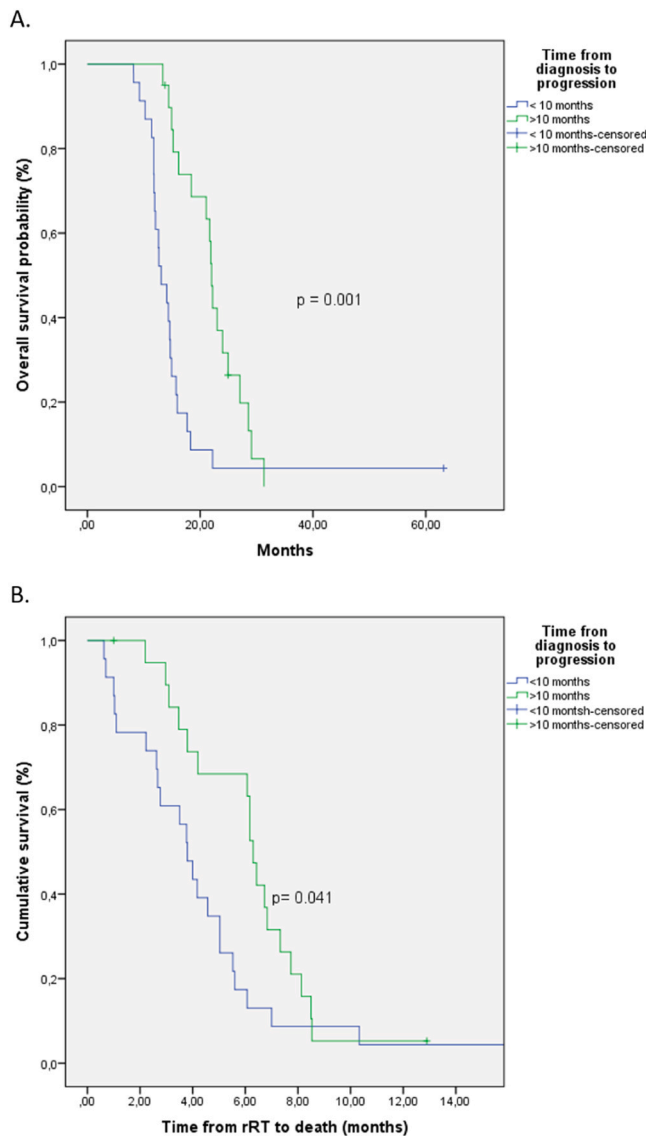 A.
Overall survival probability (%)
1,0
0,8
0,6
0,4
0,2
0,0
,00
20,00
40,00
60,00
Months
p = 0.001
Time from
diagnosis to
progression
< 10 months
>10 months
< 10 months-censored
>10 months-censored
B.
Cumulative survival (%)
1,0
0,8
0,6
0,4
0,2
0,0
,00
2,00
4,00
6,00
8,00
10,00
12,00
14,00
Time from rRT to death (months)
p= 0.041
Time fron
diagnosis to
progression
<10 months
>10 months
<10 montsh-censored
>10 months-censored